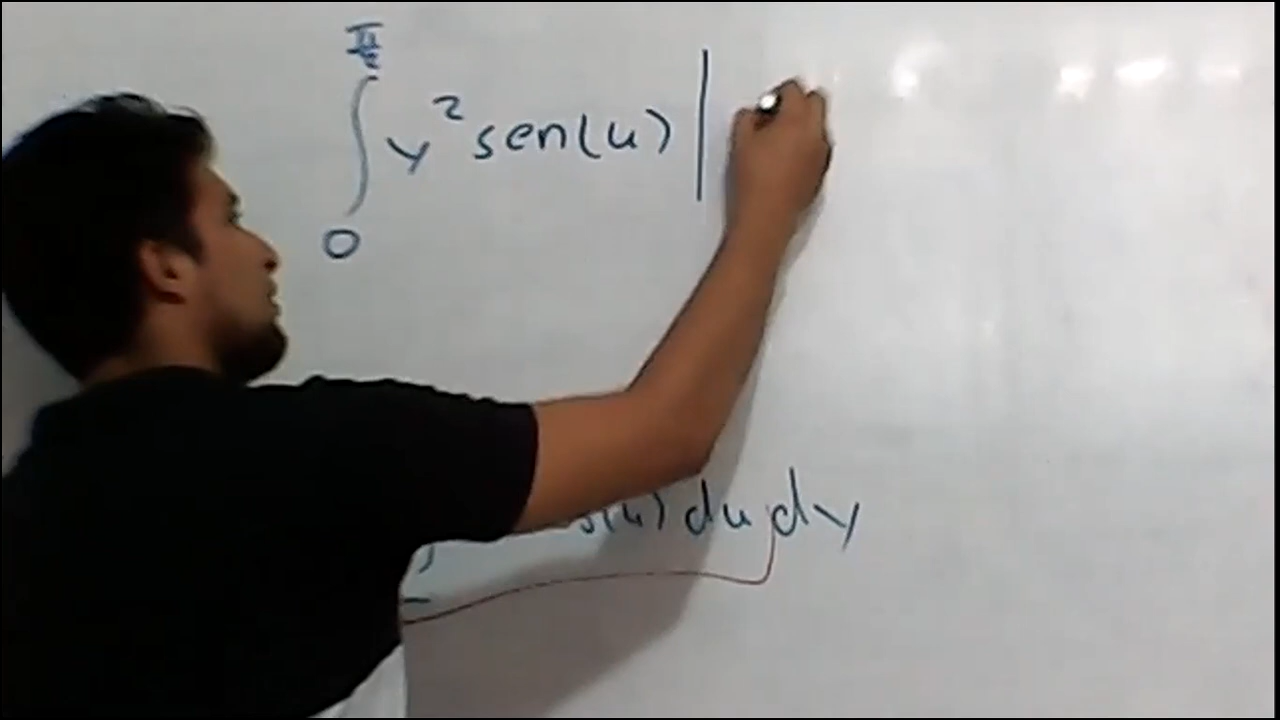 π/2
∫ y² sen(u) |
0
s(u) du dy